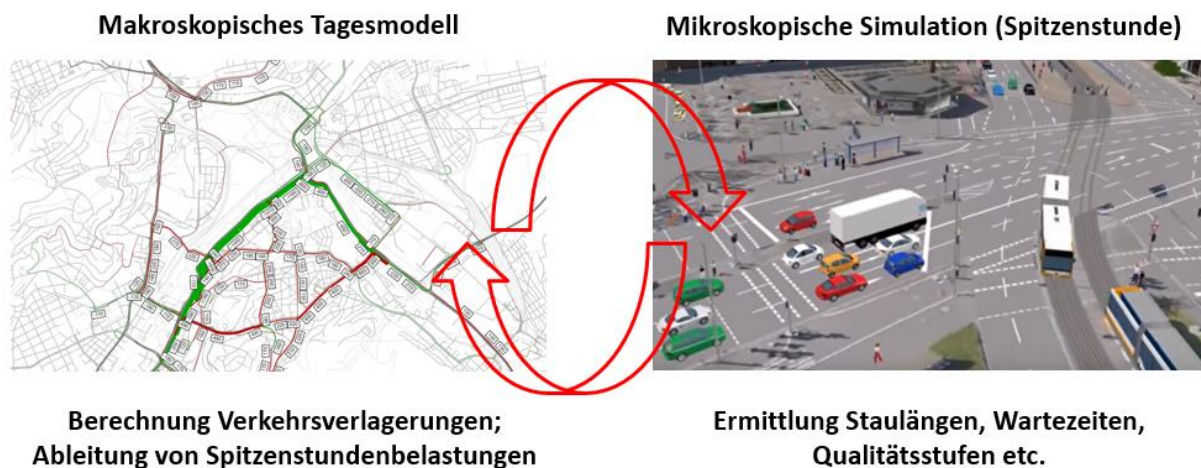 Makroskopisches Tagesmodell
Mikroskopische Simulation (Spitzenstunde)
Berechnung Verkehrsverlagerungen;
Ableitung von Spitzenstundenbelastungen
Ermittlung Staulängen, Wartezeiten,
Qualitätsstufen etc.